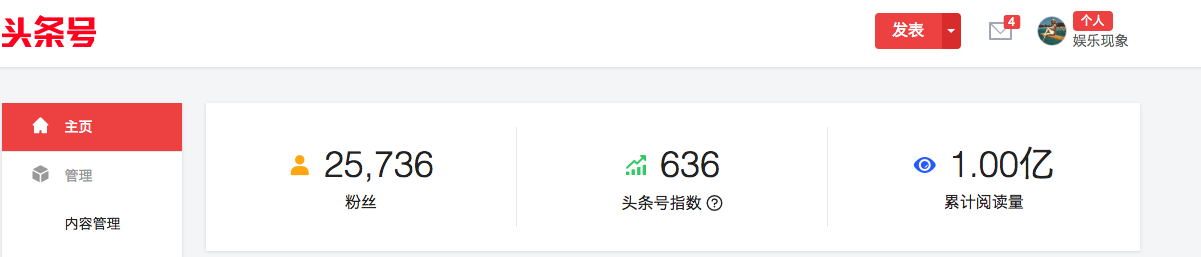 头条号
发表
4
个人
娱乐现象
主页
管理
内容管理
25,736
粉丝
636
头条号指数 ?
1.00亿
累计阅读量